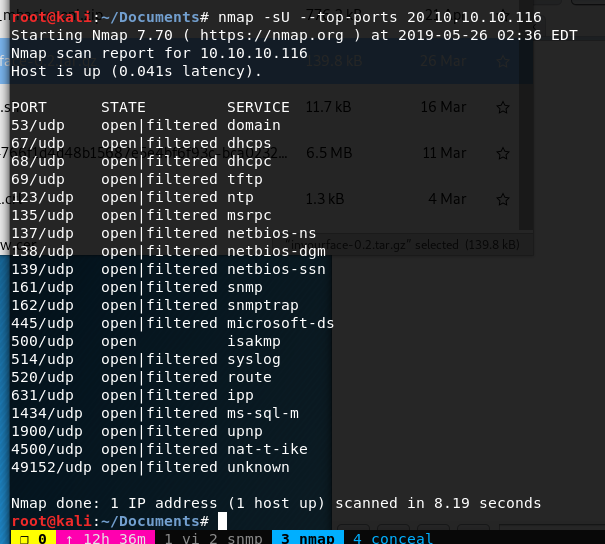 root@kali:~/Documents# nmap -sU --top-ports 20 10.10.10.116
Starting Nmap 7.70 ( https://nmap.org ) at 2019-05-26 02:36 EDT
Nmap scan report for 10.10.10.116
Host is up (0.041s latency).
139.8 kB 26 Mar
PORT STATE SERVICE 11.7 kB 16 Mar
53/udp open|filtered domain
67/udp open|filtered dhcps
6.5 MB 11 Mar
68/udp open|filtered dhcpc
69/udp open|filtered tftp
123/udp open|filtered ntp 1.3 kB 4 Mar
135/udp open|filtered msrpc
137/udp open|filtered netbios-ns
138/udp open|filtered netbios-dgm
selected (139.8 kB)
139/udp open|filtered netbios-ssn
161/udp open|filtered snmp
162/udp open|filtered snmptrap
445/udp open|filtered microsoft-ds
500/udp open isakmp
514/udp open|filtered syslog
520/udp open|filtered route
631/udp open|filtered ipp
1434/udp open|filtered ms-sql-m
1900/udp open|filtered upnp
4500/udp open|filtered nat-t-ike
49152/udp open|filtered unknown
Nmap done: 1 IP address (1 host up) scanned in 8.19 seconds
root@kali:~/Documents#
❐ 0 ↑ 12h 36m 1 vi 2 snmp 3 nmap 4 conceal